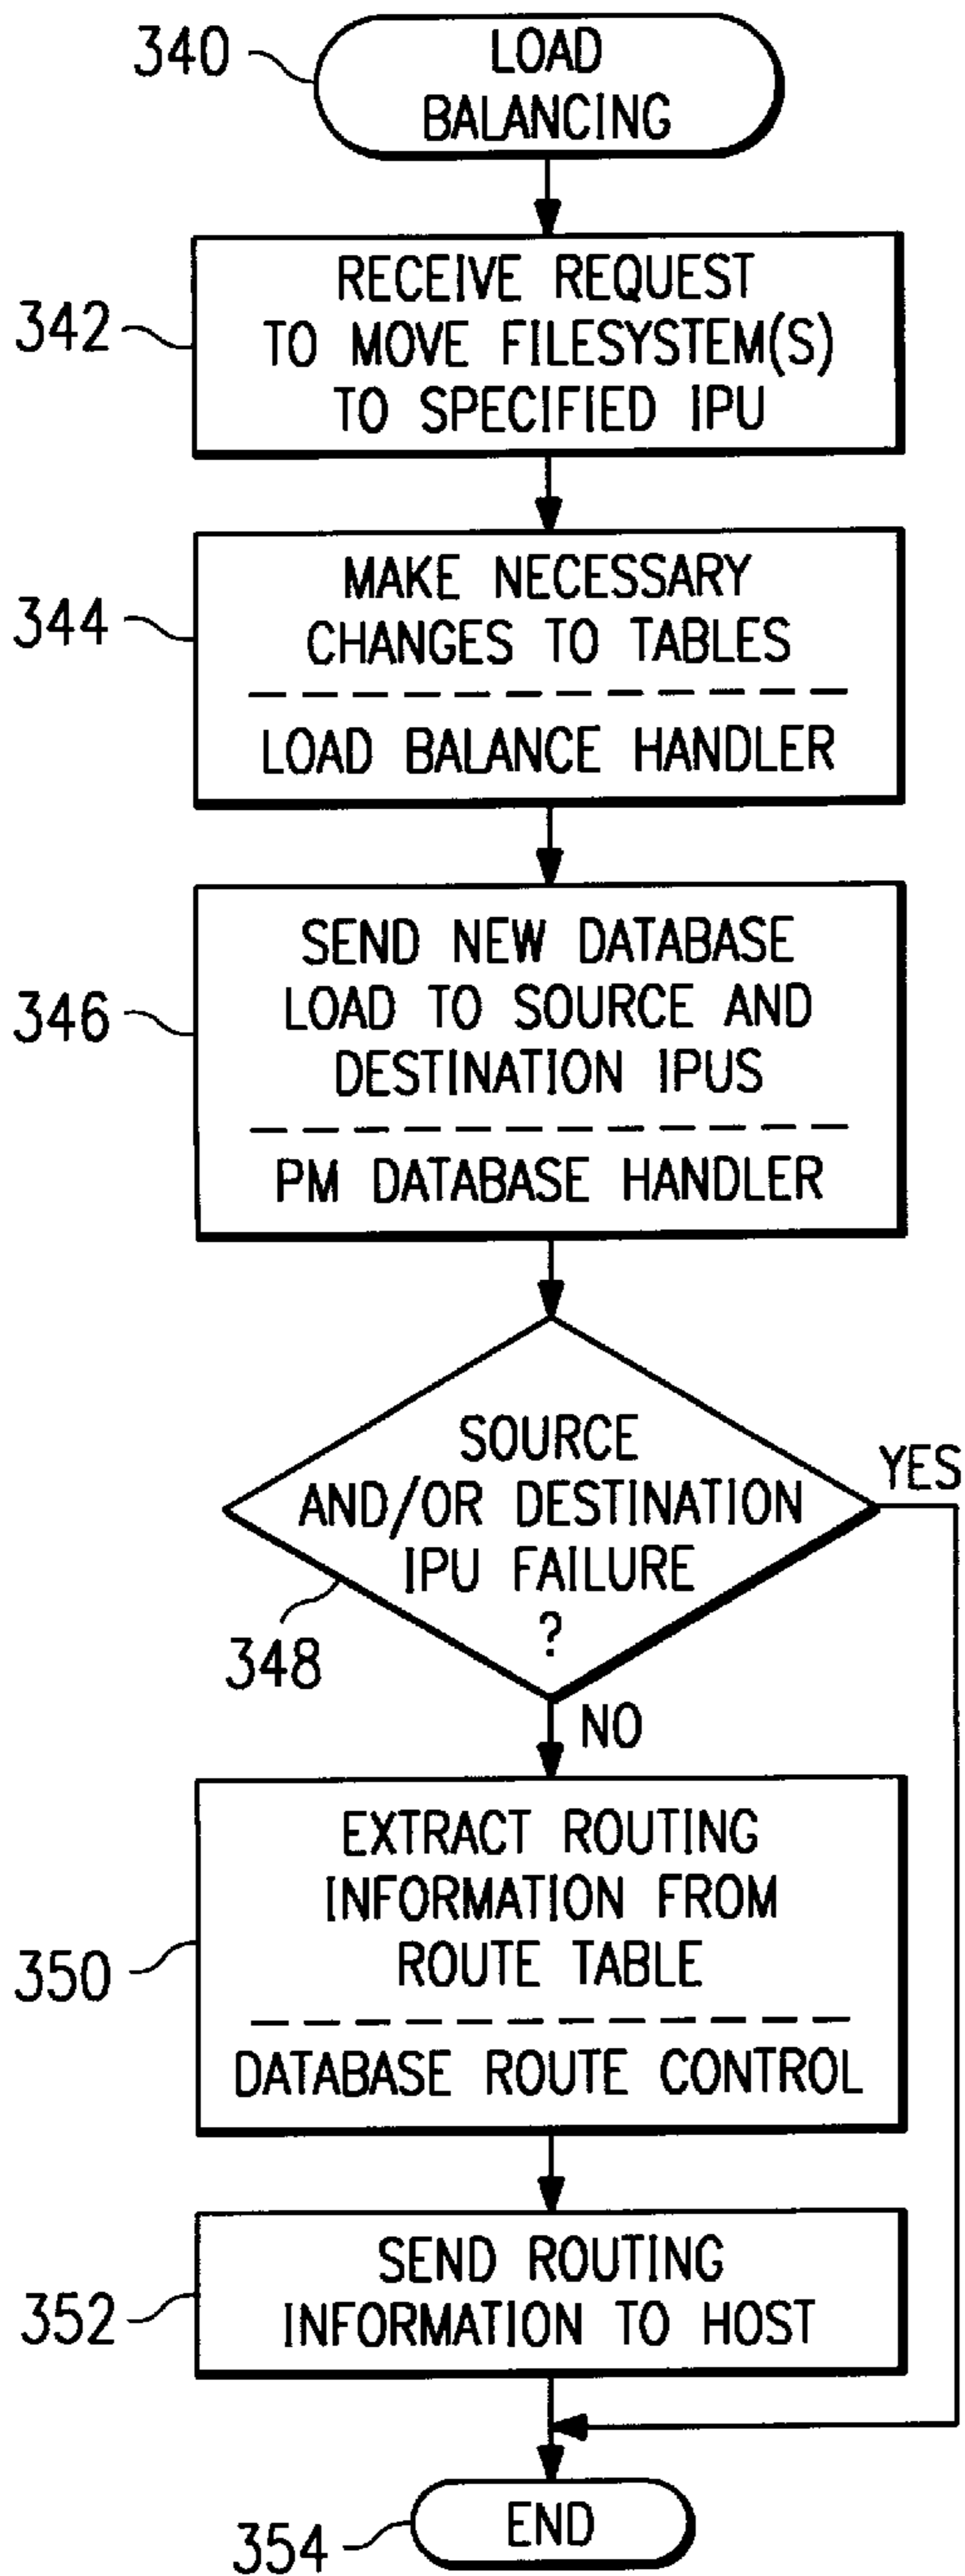 340
LOAD
BALANCING
342
RECEIVE REQUEST
TO MOVE FILESYSTEM(S)
TO SPECIFIED IPU
344
MAKE NECESSARY
CHANGES TO TABLES
LOAD BALANCE HANDLER
346
SEND NEW DATABASE
LOAD TO SOURCE AND
DESTINATION IPUS
PM DATABASE HANDLER
SOURCE
AND/OR DESTINATION
IPU FAILURE
?
YES
348
NO
350
EXTRACT ROUTING
INFORMATION FROM
ROUTE TABLE
DATABASE ROUTE CONTROL
352
SEND ROUTING
INFORMATION TO HOST
354
END